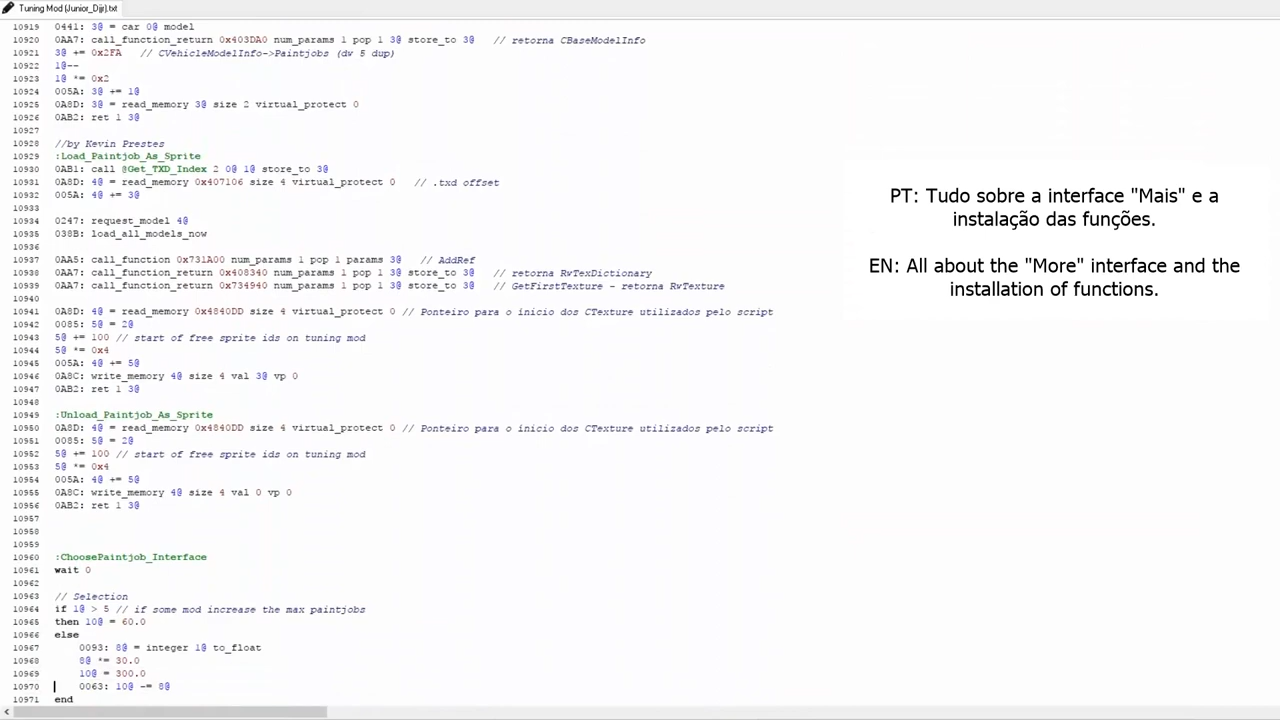 Tuning Mod (Junior_Djjr).txt
10919 0441: 3@ = car 0@ model
10920 0AA7: call_function_return 0x403DA0 num_params 1 pop 1 3@ store_to 3@ // retorna CBaseModelInfo
10921 3@ += 0x2FA // CVehicleModelInfo->Paintjobs (dv 5 dup)
10922 1@--
10923 1@ *= 0x2
10924 005A: 3@ += 1@
10925 0A8D: 3@ = read_memory 3@ size 2 virtual_protect 0
10926 0AB2: ret 1 3@
10927
10928 //by Kevin Prestes
10929 :Load_Paintjob_As_Sprite
10930 0AB1: call @Get_TXD_Index 2 0@ 1@ store_to 3@
10931 0A8D: 4@ = read_memory 0x407106 size 4 virtual_protect 0 // .txd offset
10932 005A: 4@ += 3@
10933
10934 0247: request_model 4@
10935 038B: load_all_models_now
10936
10937 0AA5: call_function 0x731A00 num_params 1 pop 1 params 3@ // AddRef
10938 0AA7: call_function_return 0x408340 num_params 1 pop 1 3@ store_to 3@ // retorna RwTexDictionary
10939 0AA7: call_function_return 0x734940 num_params 1 pop 1 3@ store_to 3@ // GetFirstTexture - retorna RwTexture
10940
10941 0A8D: 4@ = read_memory 0x4840DD size 4 virtual_protect 0 // Ponteiro para o inicio dos CTexture utilizados pelo script
10942 0085: 5@ = 2@
10943 5@ += 100 // start of free sprite ids on tuning mod
10944 5@ *= 0x4
10945 005A: 4@ += 5@
10946 0A8C: write_memory 4@ size 4 val 3@ vp 0
10947 0AB2: ret 1 3@
10948
10949 :Unload_Paintjob_As_Sprite
10950 0A8D: 4@ = read_memory 0x4840DD size 4 virtual_protect 0 // Ponteiro para o inicio dos CTexture utilizados pelo script
10951 0085: 5@ = 2@
10952 5@ += 100 // start of free sprite ids on tuning mod
10953 5@ *= 0x4
10954 005A: 4@ += 5@
10955 0A8C: write_memory 4@ size 4 val 0 vp 0
10956 0AB2: ret 1 3@
10957
10958
10959
10960 :ChoosePaintjob_Interface
10961 wait 0
10962
10963 // Selection
10964 if 1@ > 5 // if some mod increase the max paintjobs
10965 then 10@ = 60.0
10966 else
10967 0093: 8@ = integer 1@ to_float
10968 8@ *= 30.0
10969 10@ = 300.0
10970 0063: 10@ -= 8@
10971 end
PT: Tudo sobre a interface "Mais" e a
instalação das funções.
EN: All about the "More" interface and the
installation of functions.